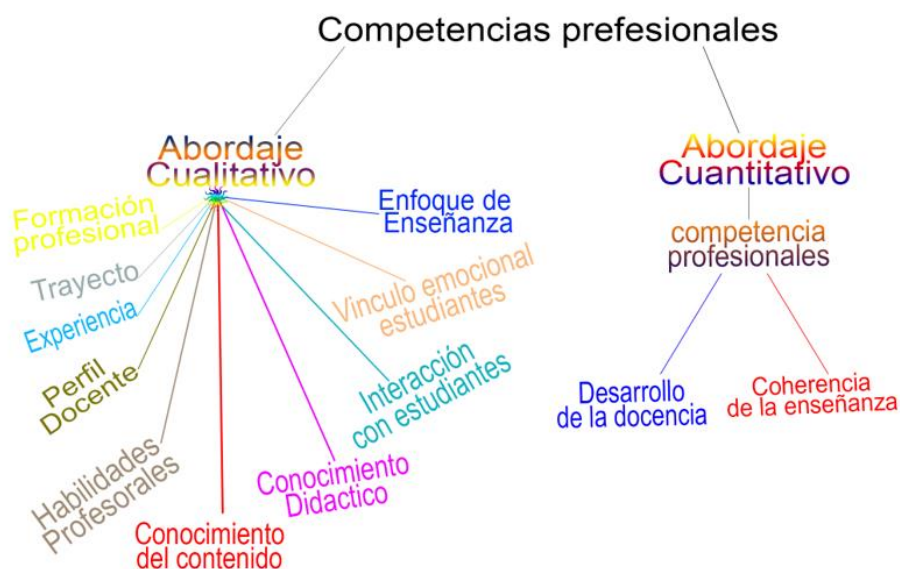 Competencias prefesionales
Abordaje
Cualitativo
Formación
profesional
Trayecto
Experiencia
Perfil
Docente
Habilidades
Profesorales
Conocimiento
del contenido
Conocimiento
Didactico
Interacción
con estudiantes
Vinculo emocional
estudiantes
Enfoque de
Enseñanza
Abordaje
Cuantitativo
competencia
profesionales
Desarrollo
de la docencia
Coherencia
de la enseñanza